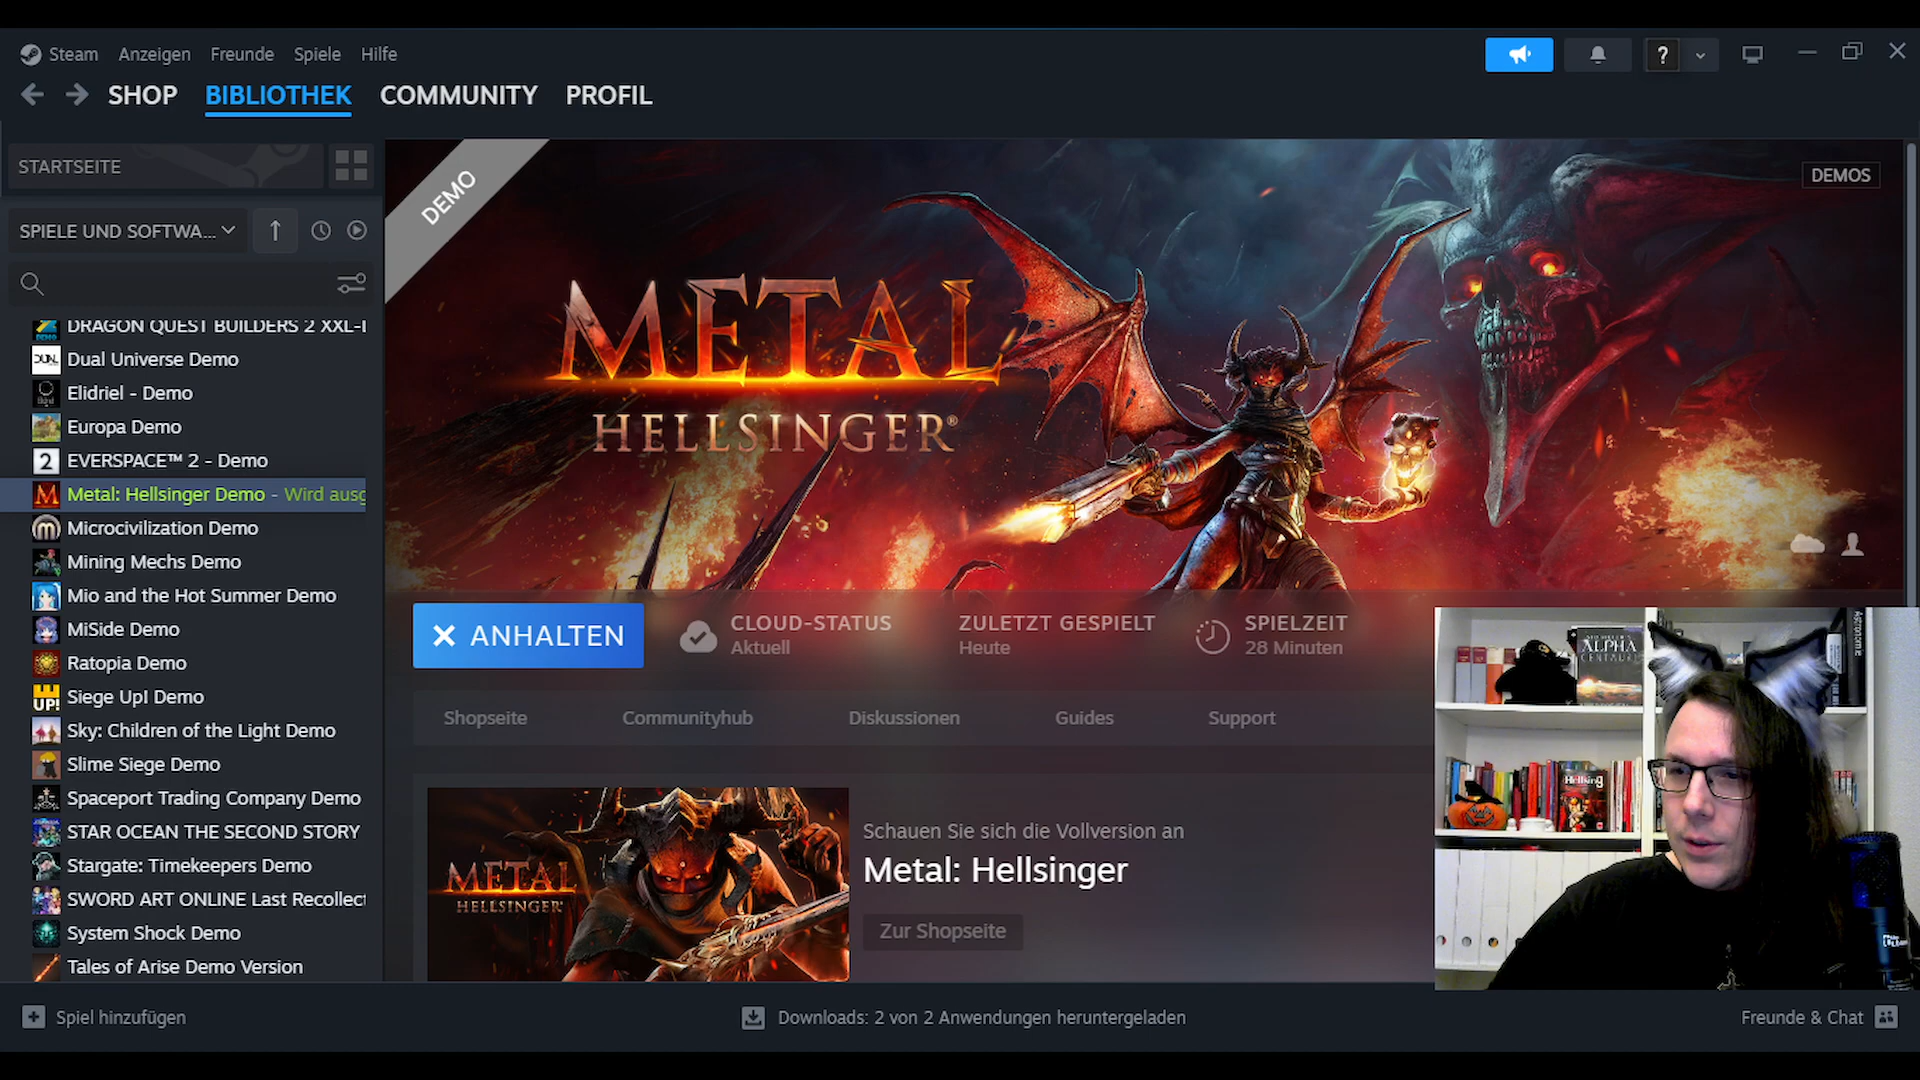 Steam Anzeigen Freunde Spiele Hilfe
?
SHOP BIBLIOTHEK COMMUNITY PROFIL
STARTSEITE
DEMO
DEMOS
SPIELE UND SOFTWA...
METAL
HELLSINGER®
DRAGON QUEST BUILDERS 2 XXL-
Dual Universe Demo
Elidriel - Demo
Europa Demo
2 EVERSPACE™ 2 - Demo
Metal: Hellsinger Demo - Wird ausg
Microcivilization Demo
Mining Mechs Demo
Mio and the Hot Summer Demo
MiSide Demo
Ratopia Demo
UP! Siege Up! Demo
Sky: Children of the Light Demo
Slime Siege Demo
Spaceport Trading Company Demo
STAR OCEAN THE SECOND STORY
Stargate: Timekeepers Demo
SWORD ART ONLINE Last Recollect
System Shock Demo
Tales of Arise Demo Version
ANHALTEN
CLOUD-STATUS
Aktuell
ZULETZT GESPIELT
Heute
SPIELZEIT
28 Minuten
Shopseite Communityhub Diskussionen Guides Support
METAL
HELLSINGER
Schauen Sie sich die Vollversion an
Metal: Hellsinger
Zur Shopseite
ALPHA
CENTAURI
Hellsing
Spiel hinzufügen
Downloads: 2 von 2 Anwendungen heruntergeladen
Freunde & Chat